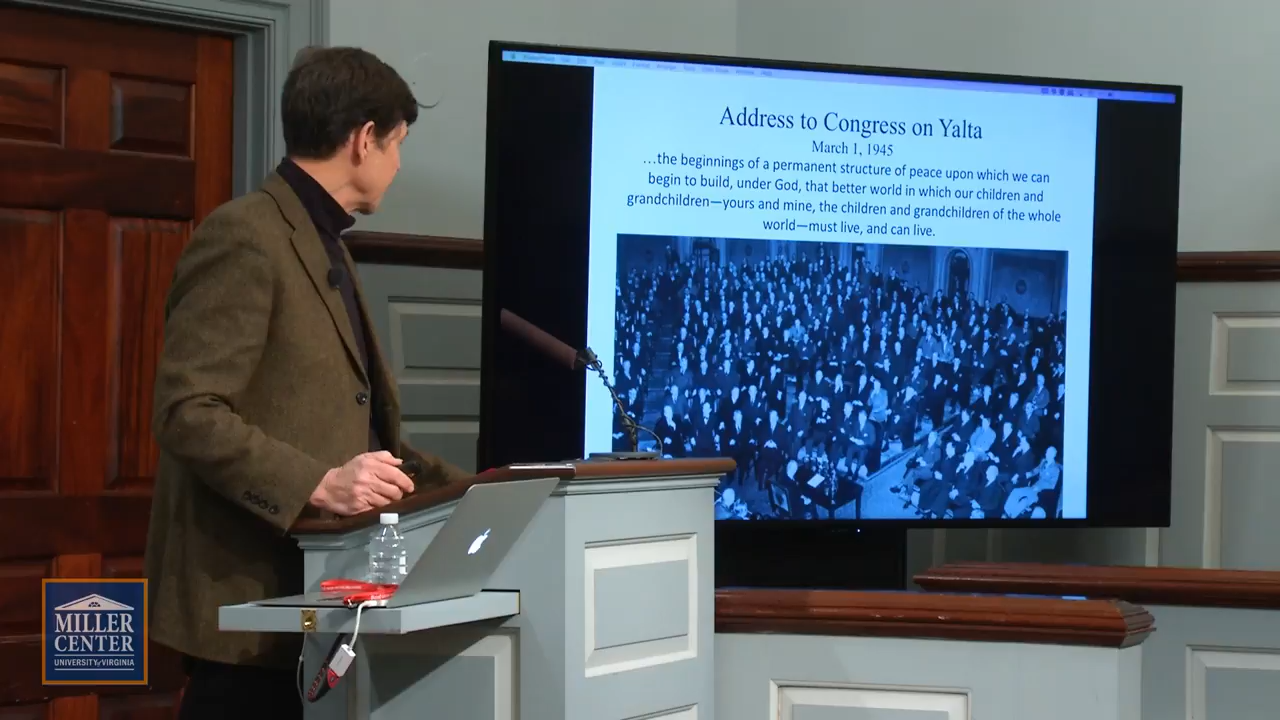 Address to Congress on Yalta
March 1, 1945
…the beginnings of a permanent structure of peace upon which we can
begin to build, under God, that better world in which our children and
grandchildren—yours and mine, the children and grandchildren of the whole
world—must live, and can live.
MILLER
CENTER
UNIVERSITY of VIRGINIA